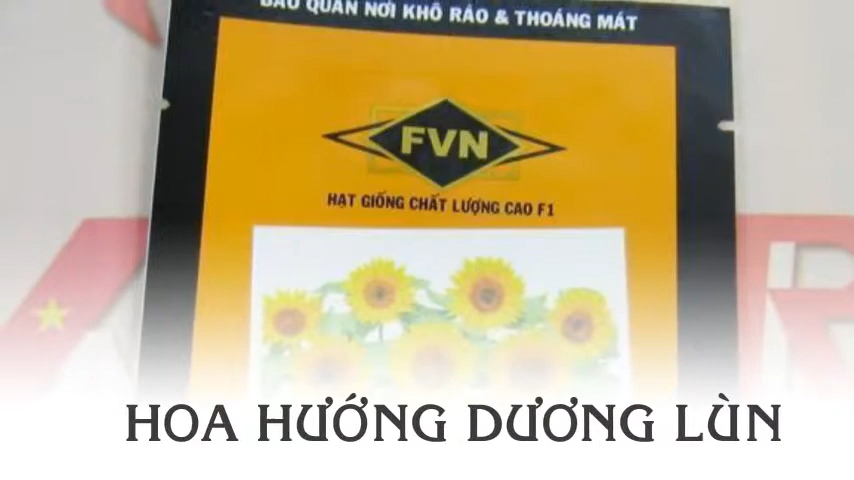 BẢO QUẢN NƠI KHÔ RÁO & THOÁNG MÁT
FVN
HẠT GIỐNG CHẤT LƯỢNG CAO F1
HOA HƯỚNG DƯƠNG LÙN